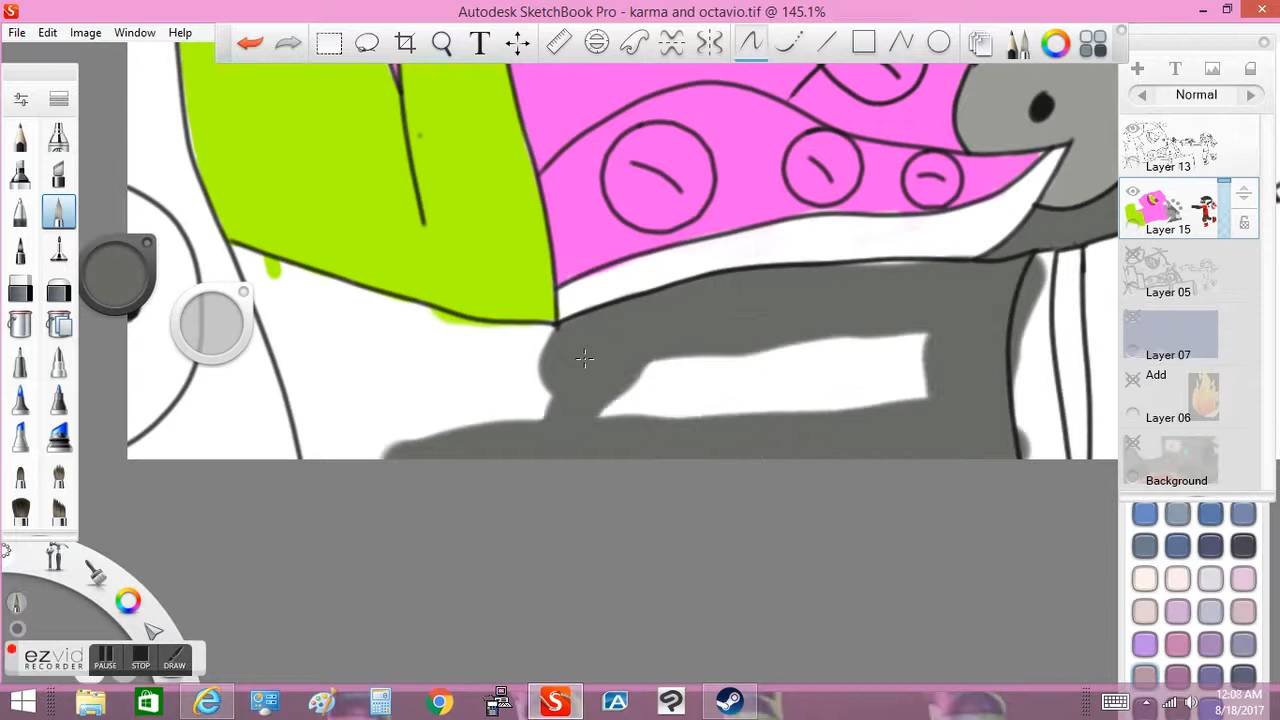 Autodesk SketchBook Pro - karma and octavio.tif @ 145.1%
File Edit Image Window Help
T
T
Normal
Layer 13
Layer 15
Layer 05
Layer 07
Add
Layer 06
Background
ezvid
RECORDER
PAUSE STOP DRAW
12:08 AM
8/18/2017